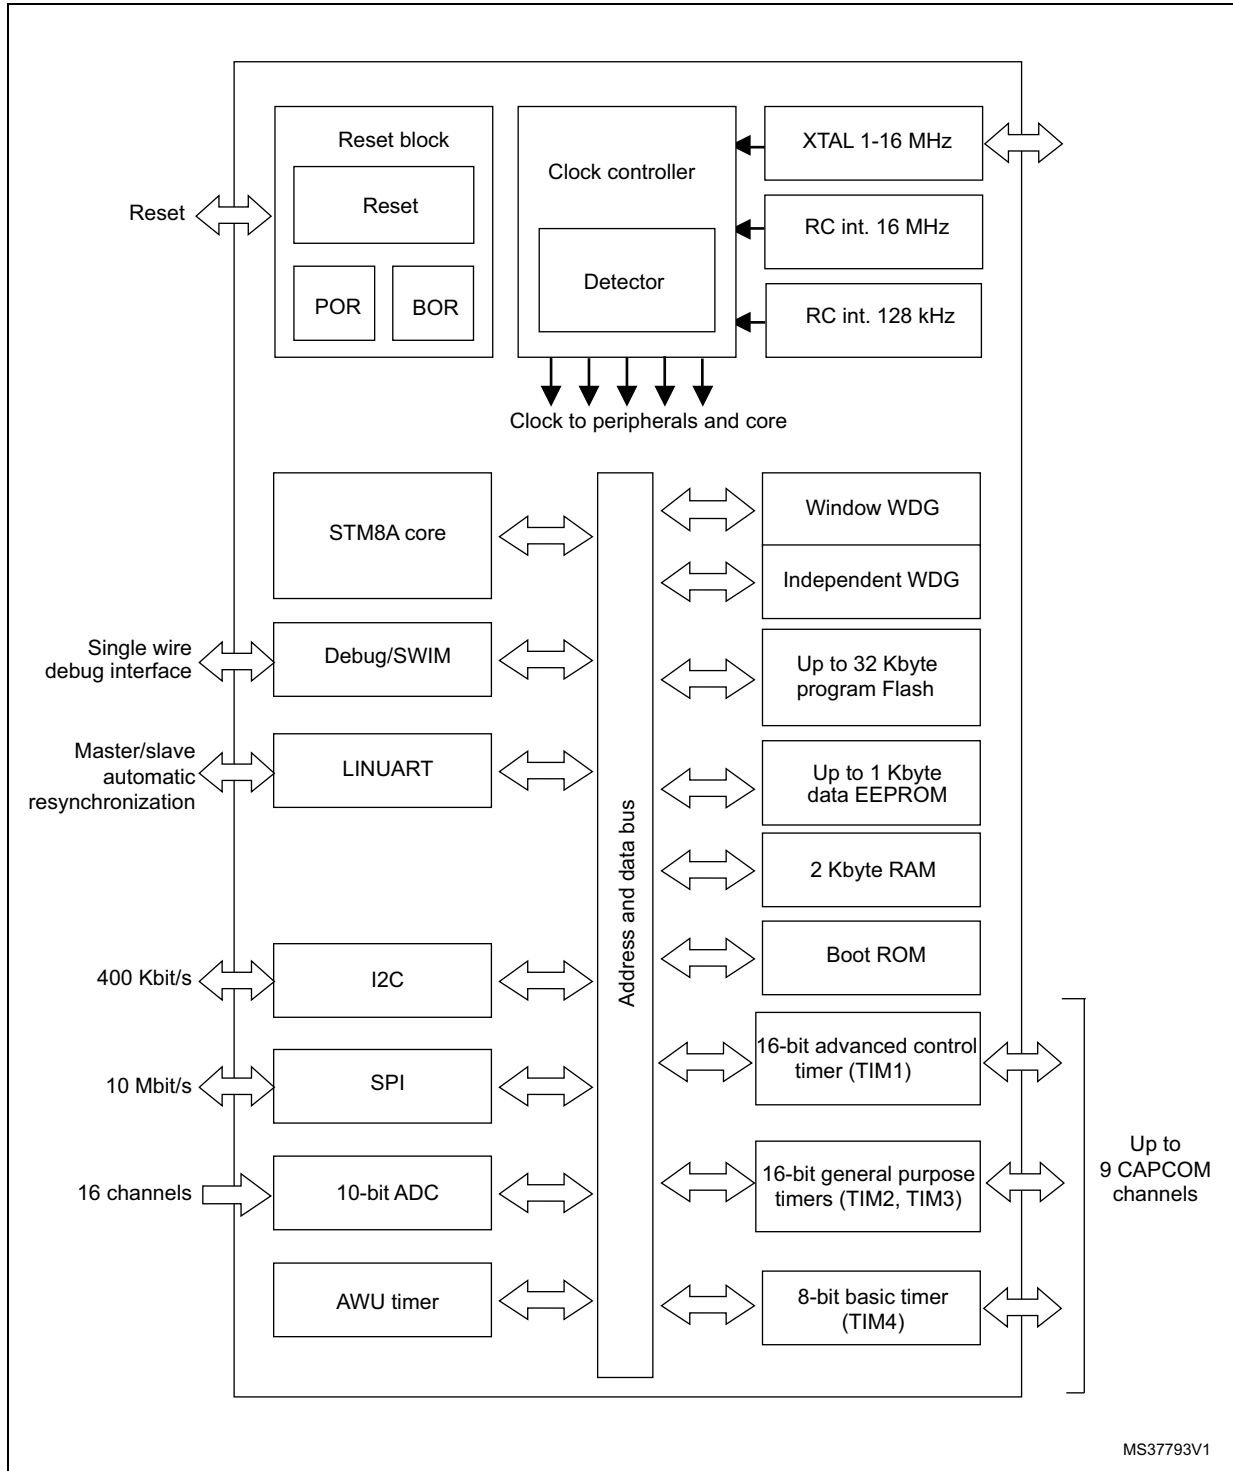 Reset block
Reset
POR
BOR
Reset
Clock controller
Detector
XTAL 1-16 MHz
RC int. 16 MHz
RC int. 128 kHz
Clock to peripherals and core
STM8A core
Single wire
debug interface
Debug/SWIM
Master/slave
automatic
resynchronization
LINUART
400 Kbit/s
I2C
10 Mbit/s
SPI
16 channels
10-bit ADC
AWU timer
Address and data bus
Window WDG
Independent WDG
Up to 32 Kbyte
program Flash
Up to 1 Kbyte
data EEPROM
2 Kbyte RAM
Boot ROM
16-bit advanced control
timer (TIM1)
16-bit general purpose
timers (TIM2, TIM3)
8-bit basic timer
(TIM4)
Up to
9 CAPCOM
channels
MS37793V1